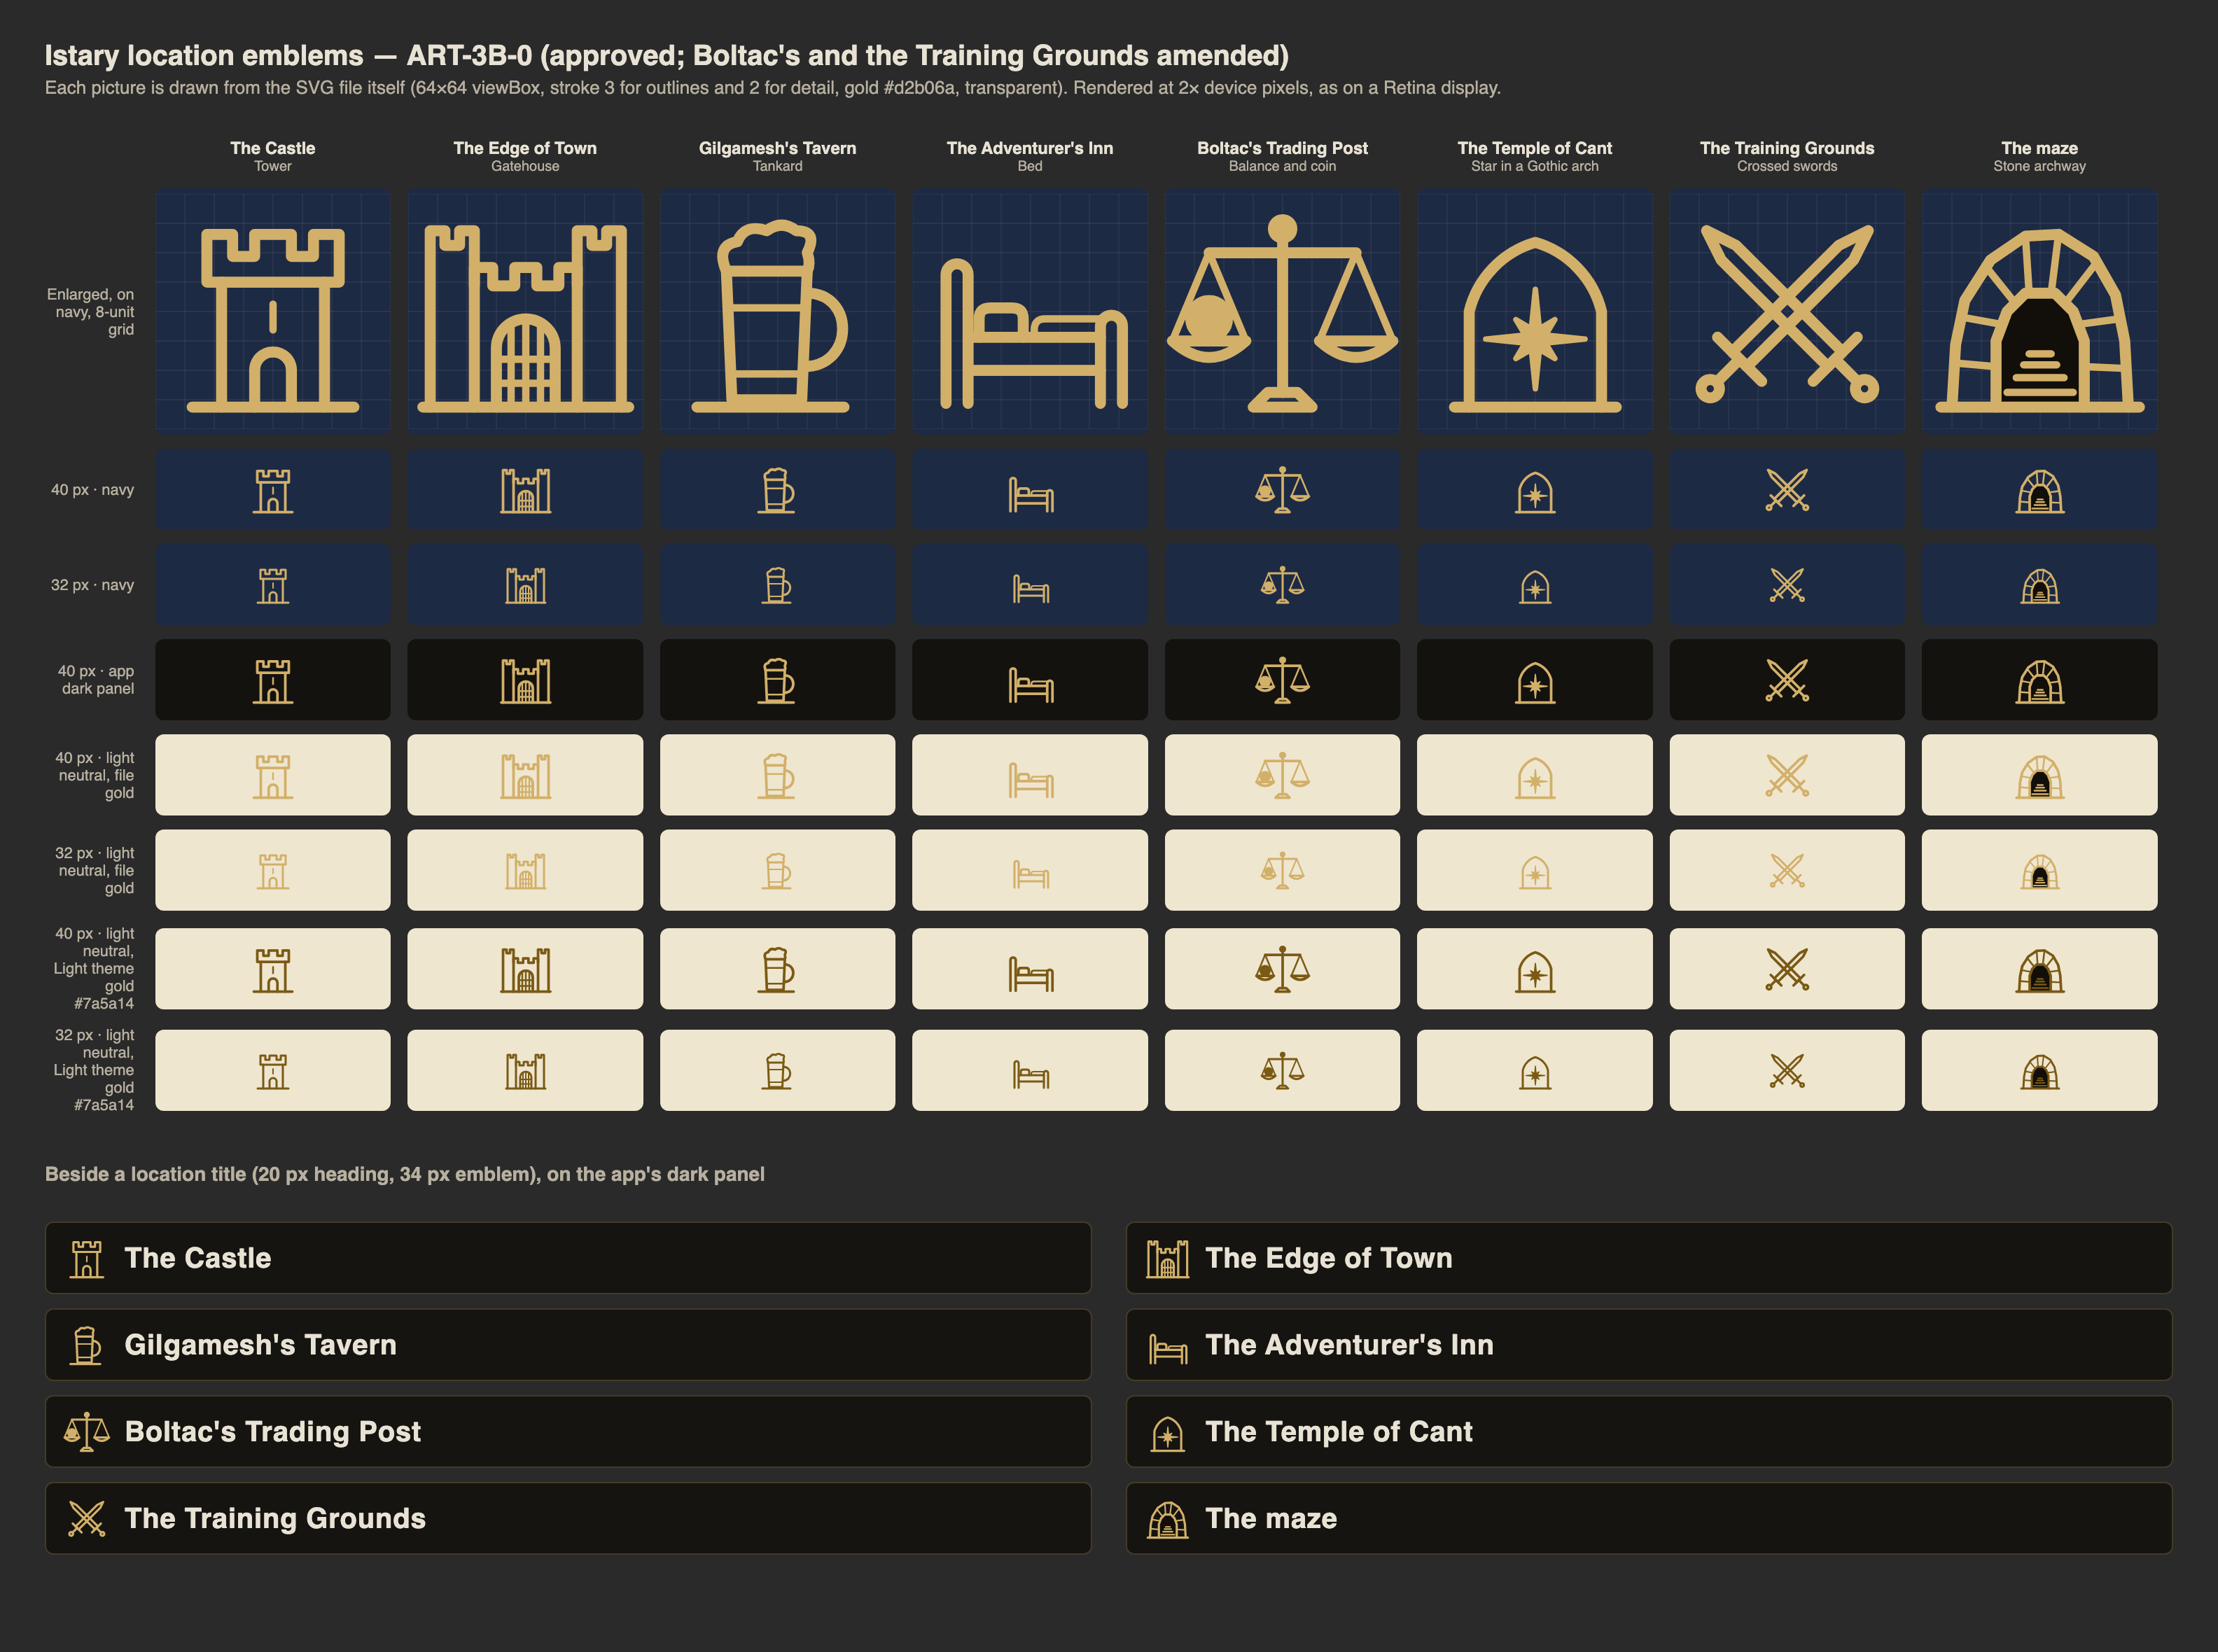 Istary location emblems — ART-3B-0 (approved; Boltac's and the Training Grounds amended)
Each picture is drawn from the SVG file itself (64×64 viewBox, stroke 3 for outlines and 2 for detail, gold #d2b06a, transparent). Rendered at 2× device pixels, as on a Retina display.
The Castle
Tower
The Edge of Town
Gatehouse
Gilgamesh's Tavern
Tankard
The Adventurer's Inn
Bed
Boltac's Trading Post
Balance and coin
The Temple of Cant
Star in a Gothic arch
The Training Grounds
Crossed swords
The maze
Stone archway
Enlarged, on
navy, 8-unit
grid
40 px · navy
32 px · navy
40 px · app
dark panel
40 px · light
neutral, file
gold
32 px · light
neutral, file
gold
40 px · light
neutral,
Light theme
gold
#7a5a14
32 px · light
neutral,
Light theme
gold
#7a5a14
Beside a location title (20 px heading, 34 px emblem), on the app's dark panel
The Castle
The Edge of Town
Gilgamesh's Tavern
The Adventurer's Inn
Boltac's Trading Post
The Temple of Cant
The Training Grounds
The maze